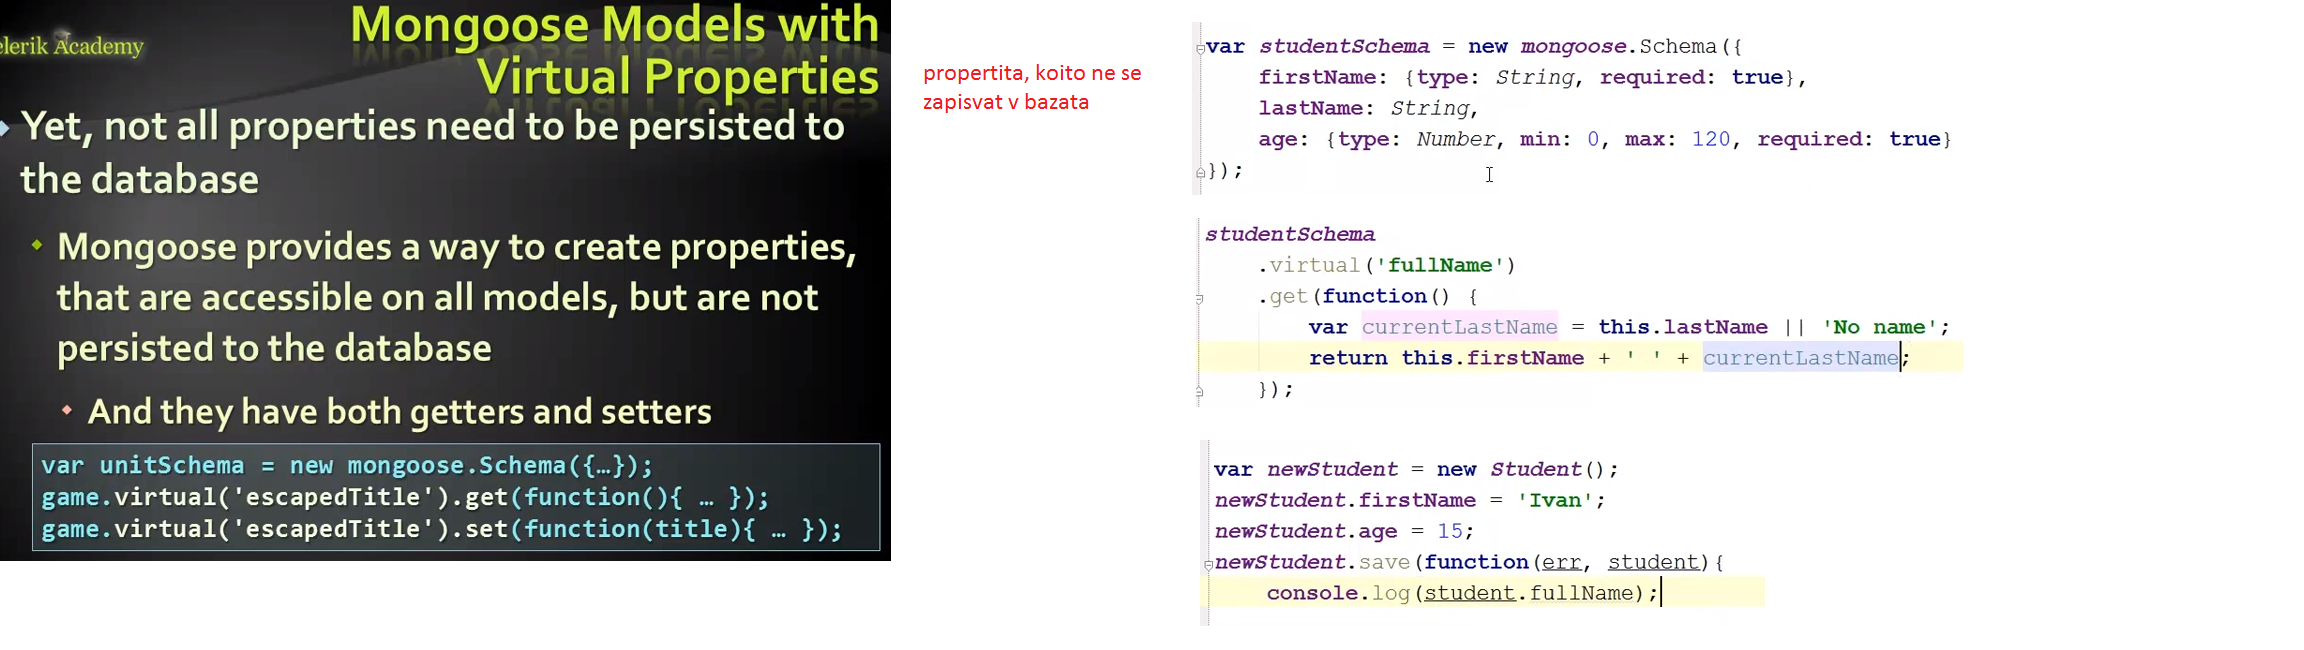 Mongoose Models with
Virtual Properties
elerik Academy
Yet, not all properties need to be persisted to
the database
Mongoose provides a way to create properties,
that are accessible on all models, but are not
persisted to the database
And they have both getters and setters
var unitSchema = new mongoose.Schema({…});
game.virtual('escapedTitle').get(function(){ … });
game.virtual('escapedTitle').set(function(title){ … });
propertita, koito ne se
zapisvat v bazata
var studentSchema = new mongoose.Schema({
    firstName: {type: String, required: true},
    lastName: String,
    age: {type: Number, min: 0, max: 120, required: true}
});
studentSchema
    .virtual('fullName')
    .get(function() {
        var currentLastName = this.lastName || 'No name';
        return this.firstName + ' ' + currentLastName;
    });
var newStudent = new Student();
newStudent.firstName = 'Ivan';
newStudent.age = 15;
newStudent.save(function(err, student){
    console.log(student.fullName);